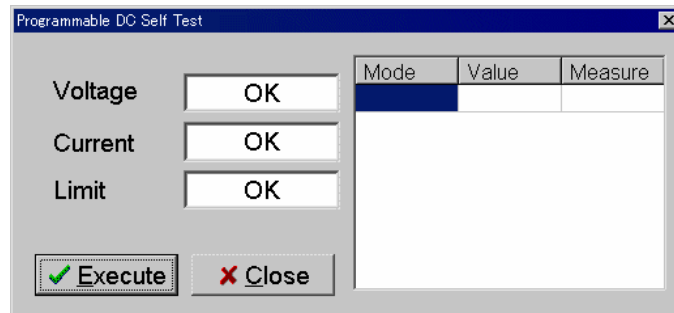 Programmable DC Self Test
Voltage OK
Current OK
Limit OK
Execute
Close
Mode Value Measure